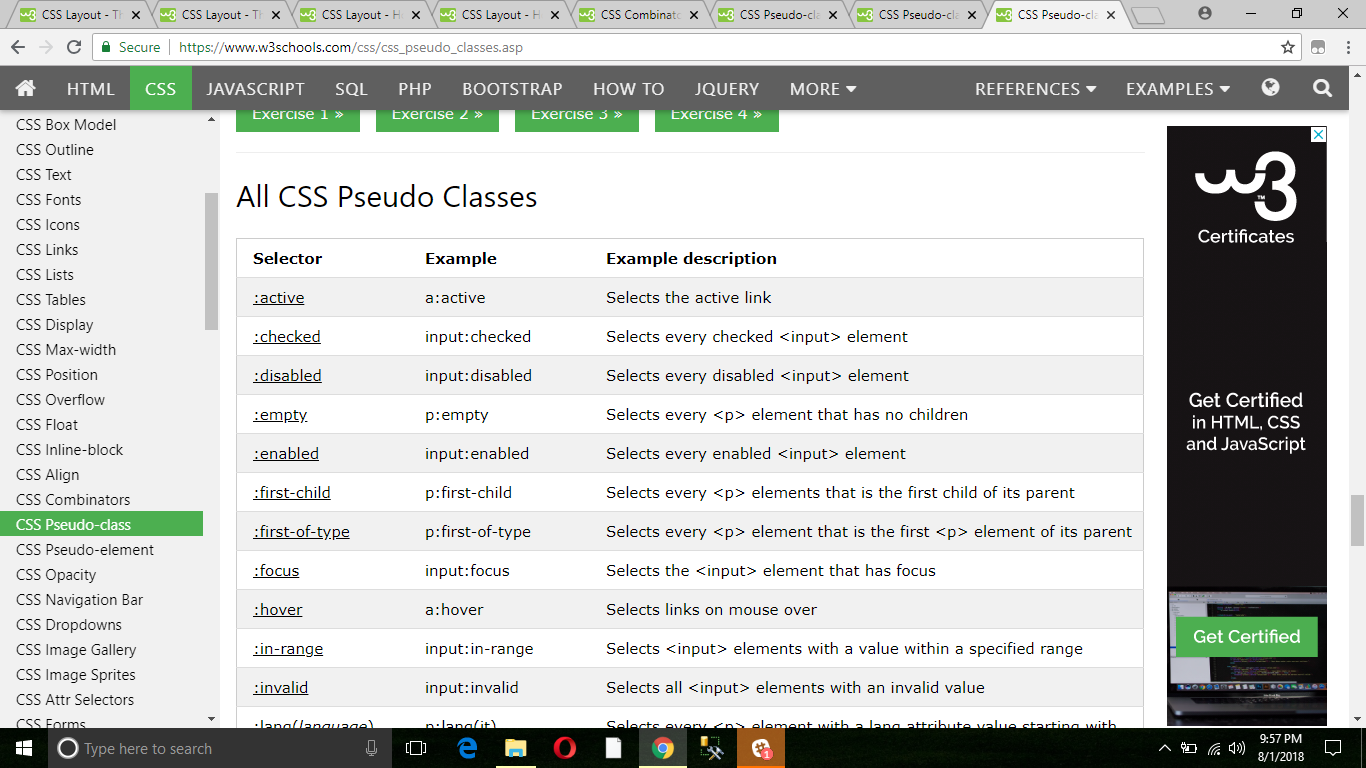 CSS Layout - Th
CSS Layout - Th
CSS Layout - H
CSS Layout - H
CSS Combinato
CSS Pseudo-cla
CSS Pseudo-cla
CSS Pseudo-cla
Secure https://www.w3schools.com/css/css_pseudo_classes.asp
HTML CSS JAVASCRIPT SQL PHP BOOTSTRAP HOW TO JQUERY MORE REFERENCES EXAMPLES
CSS Box Model
CSS Outline
CSS Text
CSS Fonts
CSS Icons
CSS Links
CSS Lists
CSS Tables
CSS Display
CSS Max-width
CSS Position
CSS Overflow
CSS Float
CSS Inline-block
CSS Align
CSS Combinators
CSS Pseudo-class
CSS Pseudo-element
CSS Opacity
CSS Navigation Bar
CSS Dropdowns
CSS Image Gallery
CSS Image Sprites
CSS Attr Selectors
CSS Forms
Exercise 1 » Exercise 2 » Exercise 3 » Exercise 4 »
All CSS Pseudo Classes
Selector Example Example description
:active a:active Selects the active link
:checked input:checked Selects every checked <input> element
:disabled input:disabled Selects every disabled <input> element
:empty p:empty Selects every <p> element that has no children
:enabled input:enabled Selects every enabled <input> element
:first-child p:first-child Selects every <p> elements that is the first child of its parent
:first-of-type p:first-of-type Selects every <p> element that is the first <p> element of its parent
:focus input:focus Selects the <input> element that has focus
:hover a:hover Selects links on mouse over
:in-range input:in-range Selects <input> elements with a value within a specified range
:invalid input:invalid Selects all <input> elements with an invalid value
:lang(language) p:lang(it) Selects every <p> element with a lang attribute value starting with
w3
TM
Certificates
Get Certified
in HTML, CSS
and JavaScript
Get Certified
Type here to search
1
9:57 PM
8/1/2018